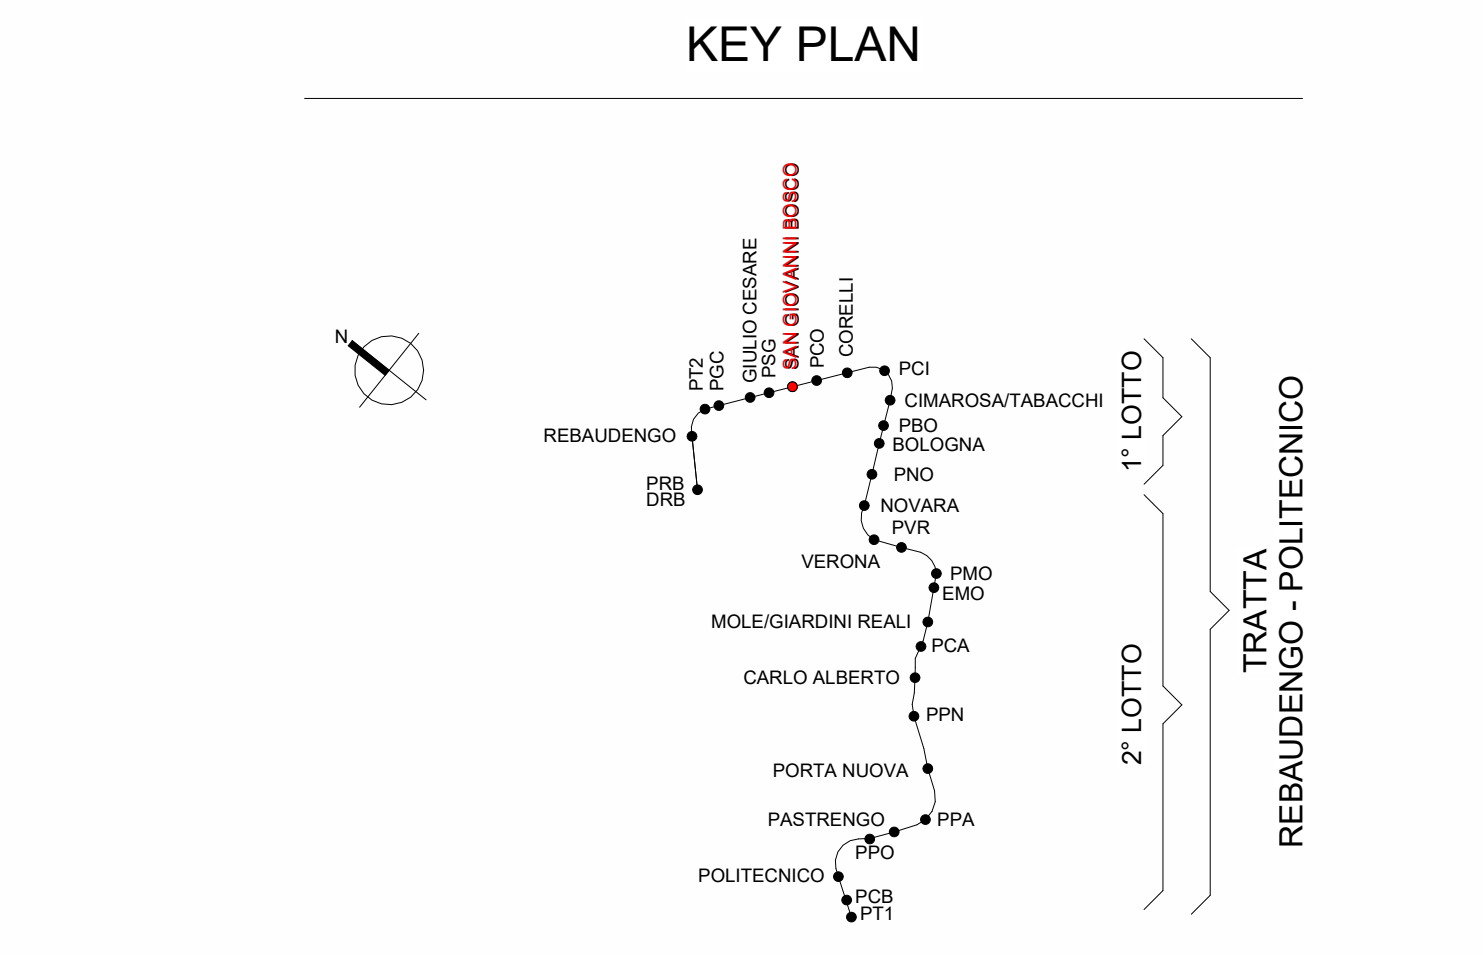 KEY PLAN
N
PT2
PGC
GIULIO CESARE
PSG
SAN GIOVANNI BOSCO
PCO
CORELLI
PCI
REBAUDENGO
PRB
DRB
CIMAROSA/TABACCHI
PBO
BOLOGNA
PNO
NOVARA
PVR
VERONA
PMO
EMO
MOLE/GIARDINI REALI
PCA
CARLO ALBERTO
PPN
PORTA NUOVA
PASTRENGO
PPA
PPO
POLITECNICO
PCB
PT1
1° LOTTO
2° LOTTO
TRATTA
REBAUDENGO - POLITECNICO